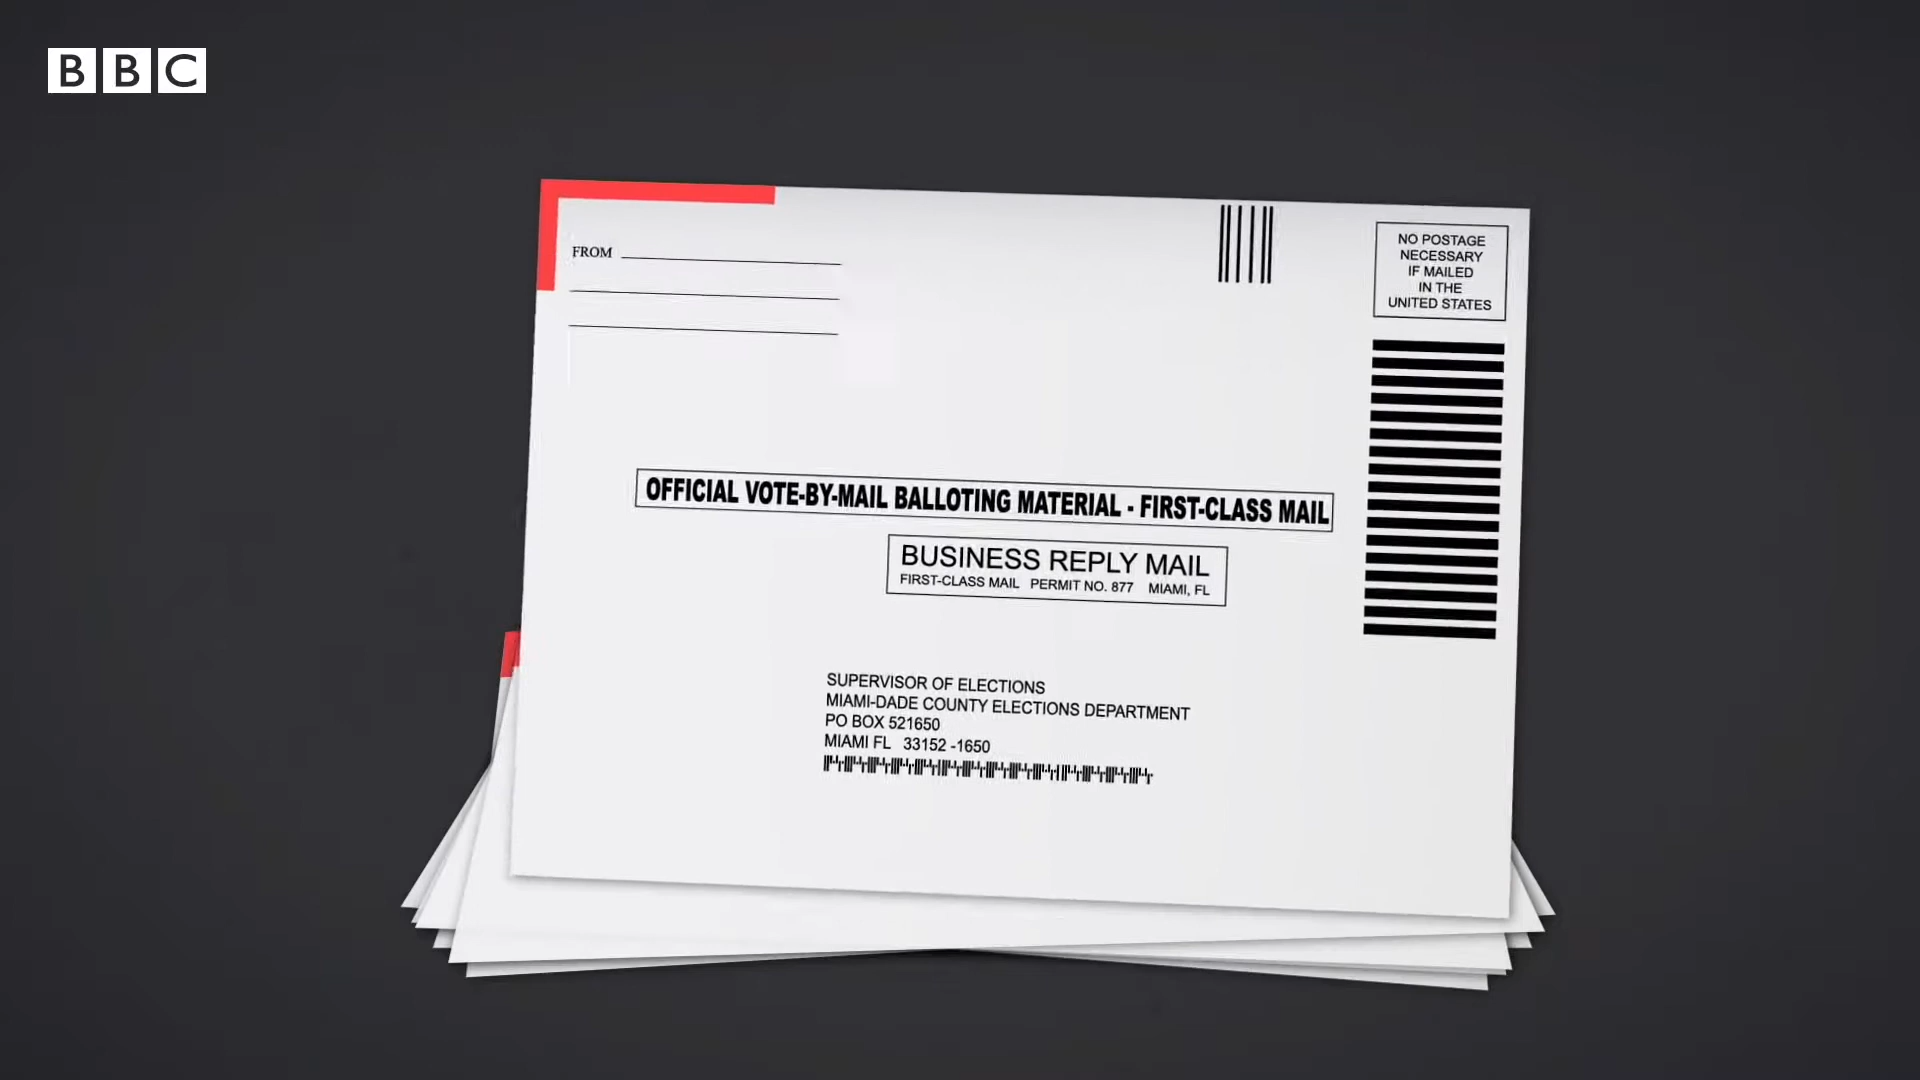 BBC
FROM
NO POSTAGE
NECESSARY
IF MAILED
IN THE
UNITED STATES
OFFICIAL VOTE-BY-MAIL BALLOTING MATERIAL - FIRST-CLASS MAIL
BUSINESS REPLY MAIL
FIRST-CLASS MAIL PERMIT NO. 877 MIAMI, FL
SUPERVISOR OF ELECTIONS
MIAMI-DADE COUNTY ELECTIONS DEPARTMENT
PO BOX 521650
MIAMI FL 33152 -1650